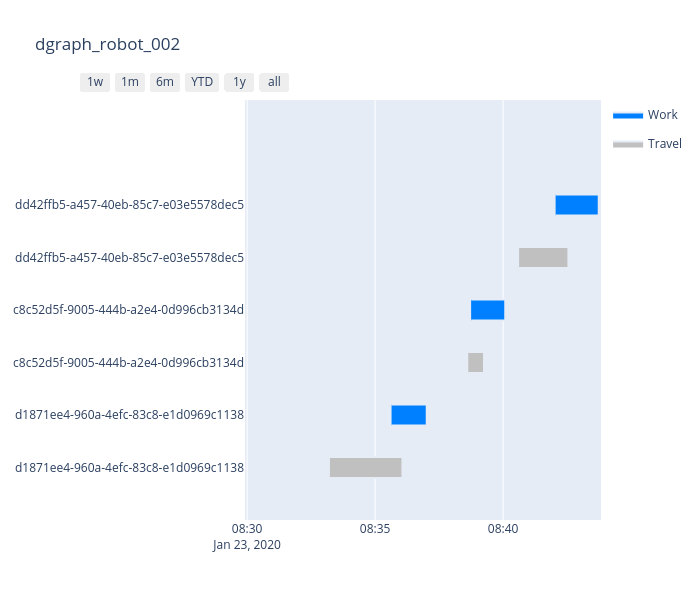 dgraph_robot_002
1w 1m 6m YTD 1y all
Work
Travel
dd42ffb5-a457-40eb-85c7-e03e5578dec5
dd42ffb5-a457-40eb-85c7-e03e5578dec5
c8c52d5f-9005-444b-a2e4-0d996cb3134d
c8c52d5f-9005-444b-a2e4-0d996cb3134d
d1871ee4-960a-4efc-83c8-e1d0969c1138
d1871ee4-960a-4efc-83c8-e1d0969c1138
08:30 08:35 08:40
Jan 23, 2020